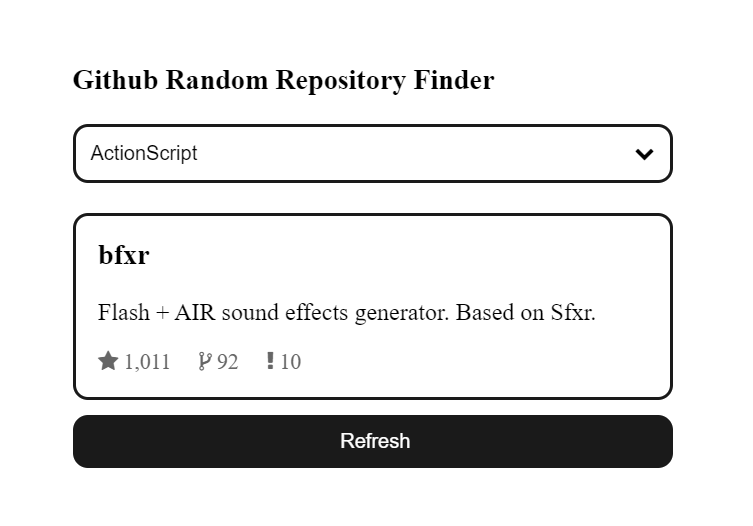 Github Random Repository Finder
ActionScript
bfxr
Flash + AIR sound effects generator. Based on Sfxr.
1,011 92 10
Refresh